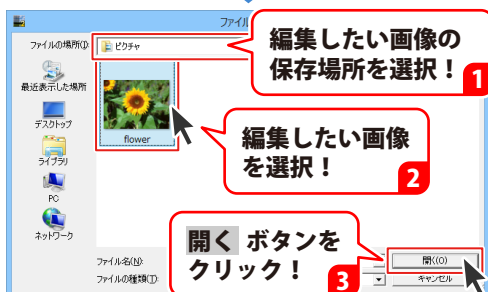 ファイル
ファイルの場所(I):
ピクチャ
編集したい画像の
保存場所を選択！
1
最近表示した場所
デスクトップ
flower
編集したい画像
を選択！
2
ライブラリ
PC
ネットワーク
開く ボタンを
クリック！
3
ファイル名(N):
開く(O)
ファイルの種類(T):
キャンセル